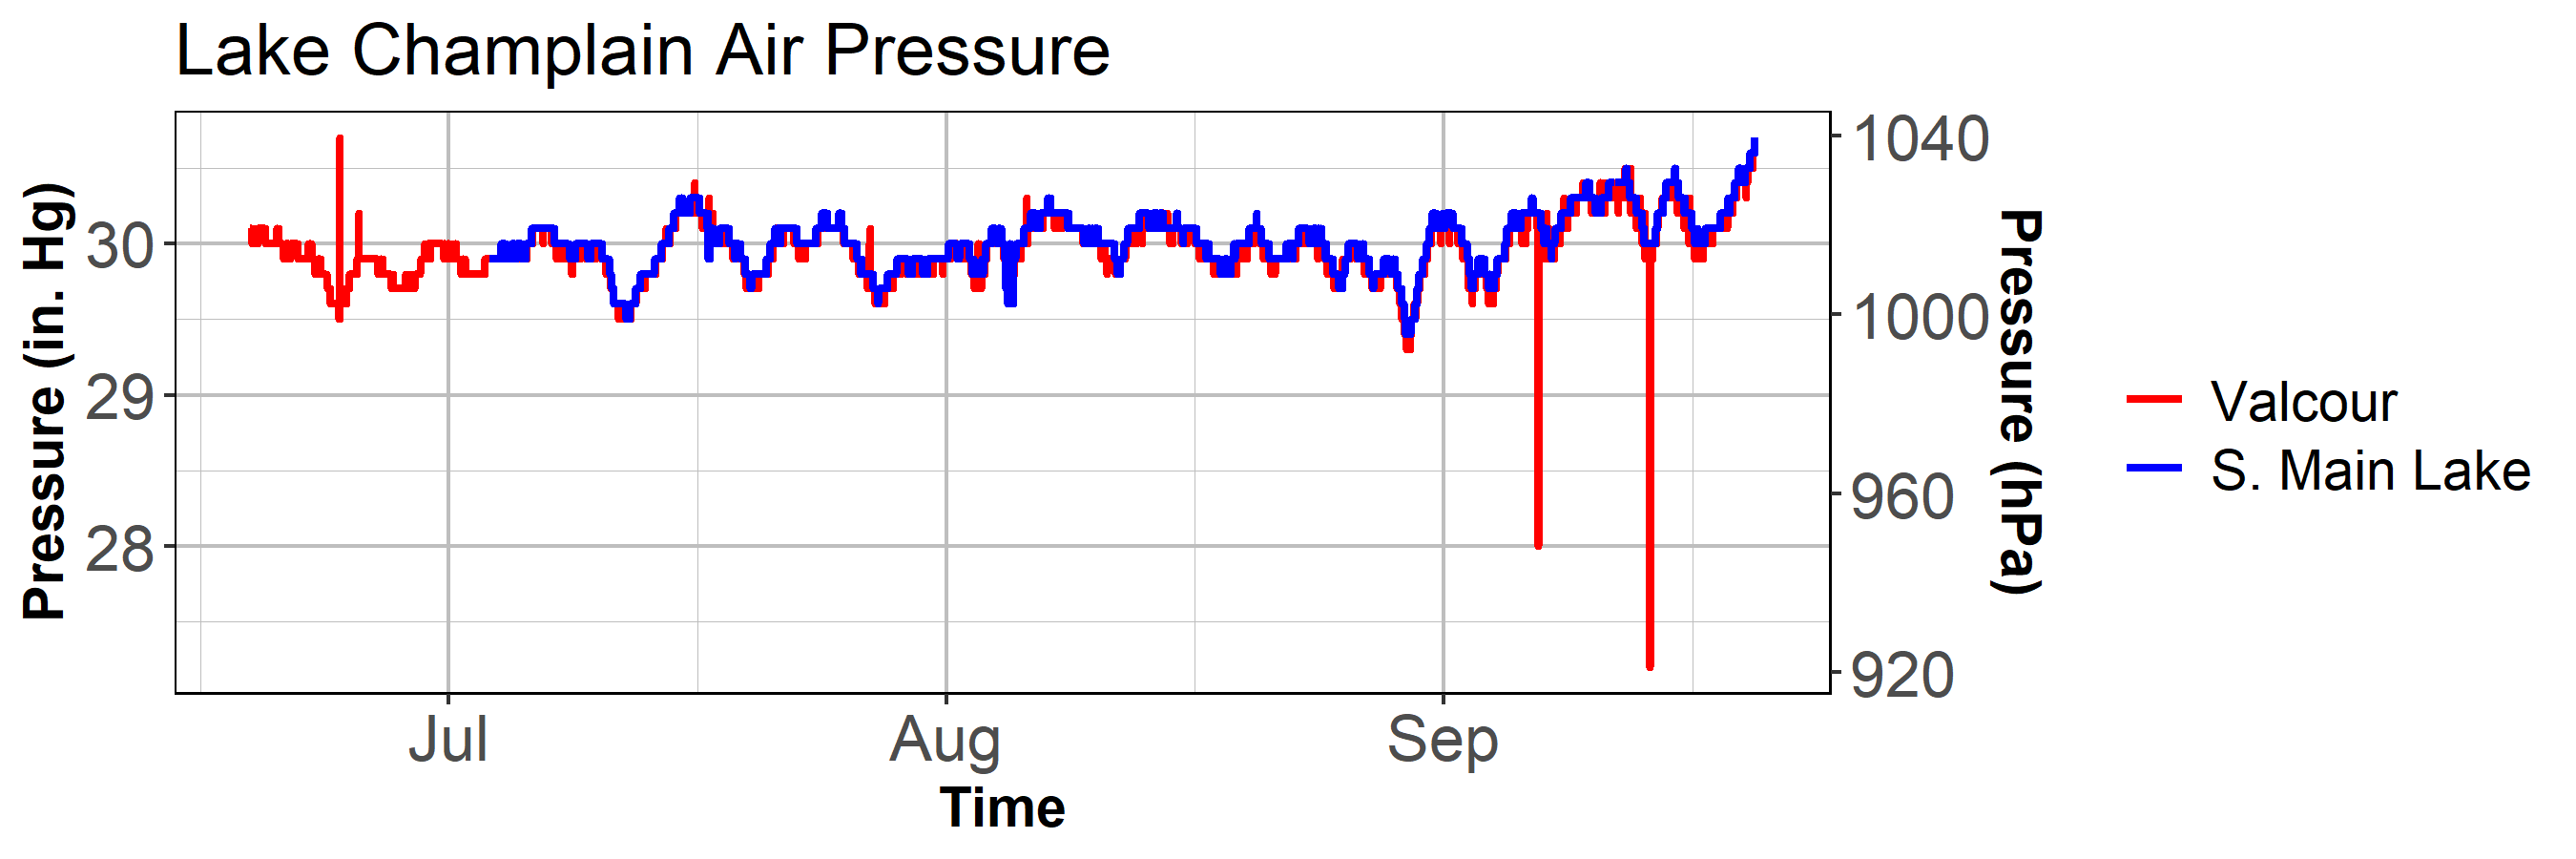 Lake Champlain Air Pressure
Pressure (in. Hg)
30
29
28
1040
1000
960
920
Pressure (hPa)
Jul
Aug
Sep
Time
Valcour
S. Main Lake